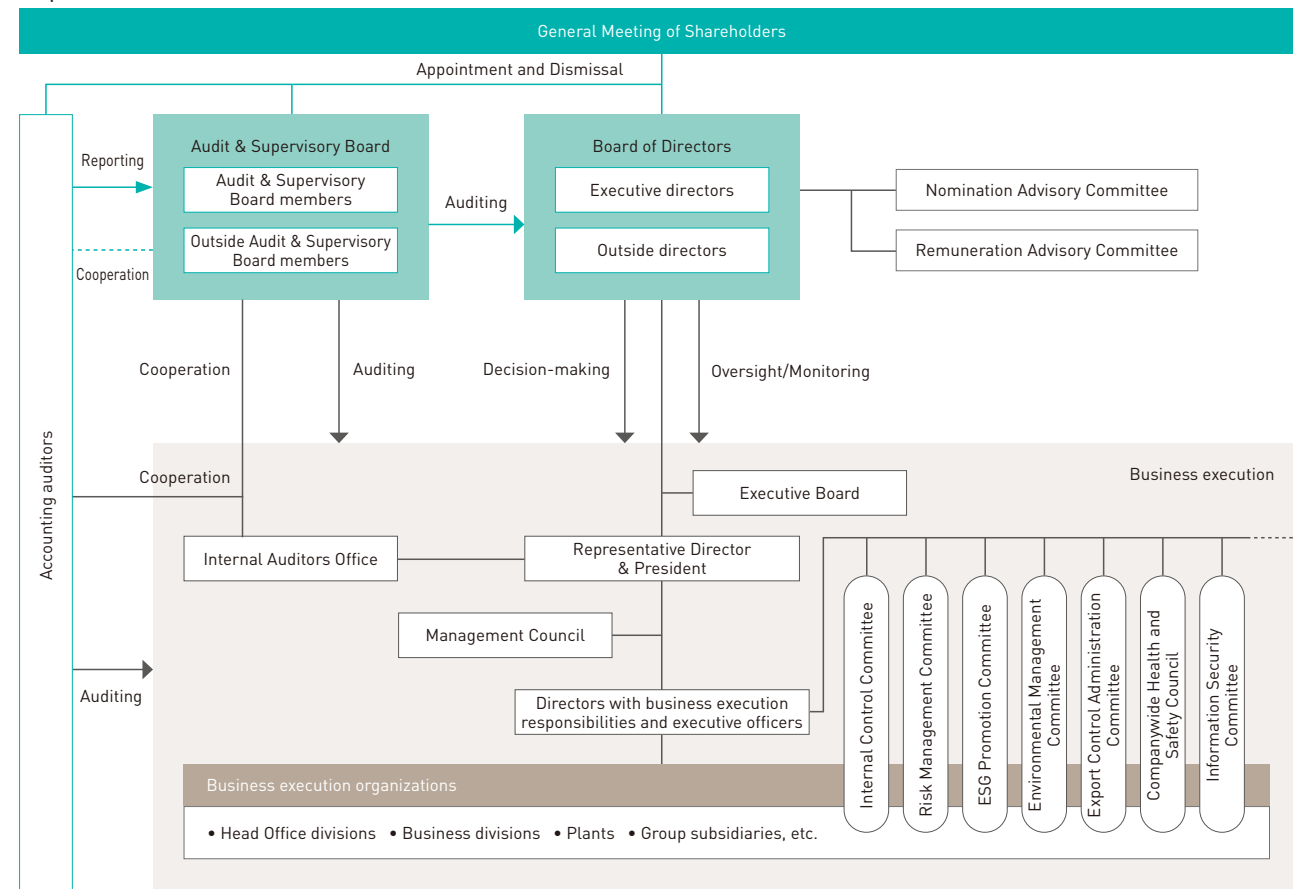 General Meeting of Shareholders
Appointment and Dismissal
Accounting auditors
Reporting
Cooperation
Audit & Supervisory Board
Audit & Supervisory
Board members
Outside Audit & Supervisory
Board members
Auditing
Board of Directors
Executive directors
Outside directors
Nomination Advisory Committee
Remuneration Advisory Committee
Cooperation
Auditing
Decision-making
Oversight/Monitoring
Cooperation
Auditing
Business execution
Executive Board
Internal Auditors Office
Representative Director
& President
Management Council
Directors with business execution
responsibilities and executive officers
Internal Control Committee
Risk Management Committee
ESG Promotion Committee
Environmental Management
Committee
Export Control Administration
Committee
Companywide Health and
Safety Council
Information Security
Committee
Business execution organizations
• Head Office divisions • Business divisions • Plants • Group subsidiaries, etc.